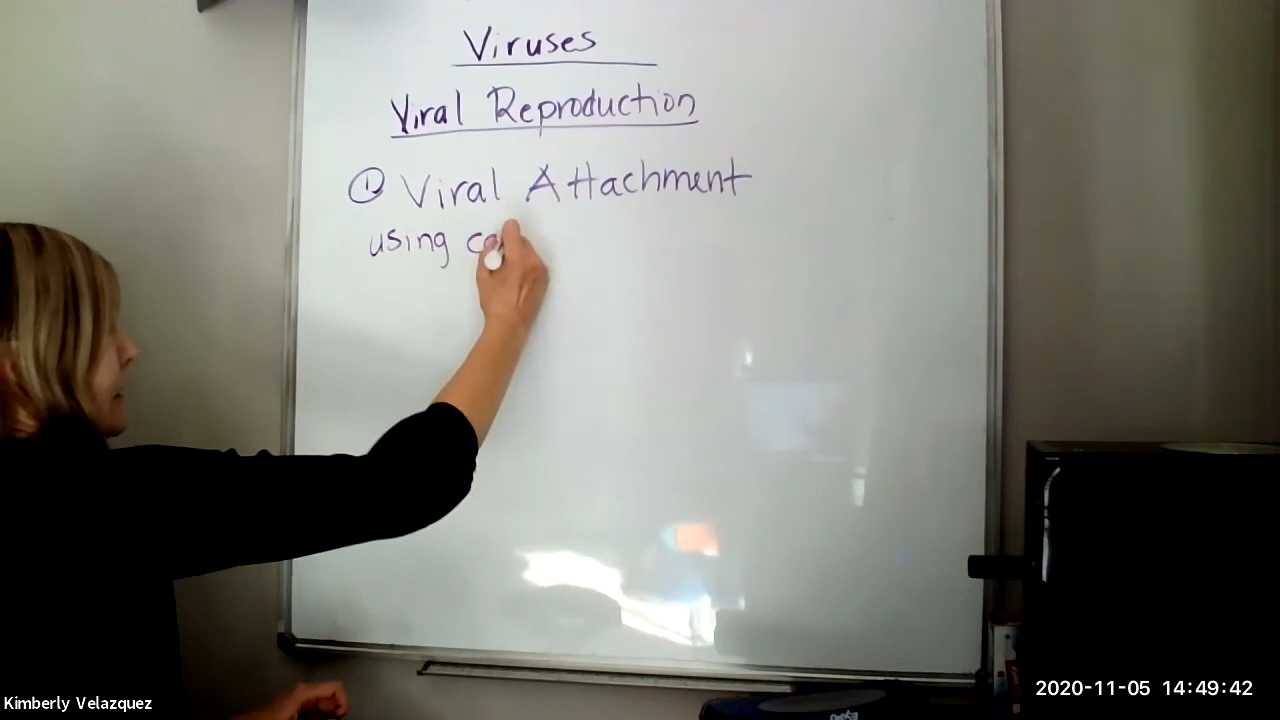 Viruses
Viral Reproduction
① Viral Attachment
using
Kimberly Velazquez
2020-11-05 14:49:42